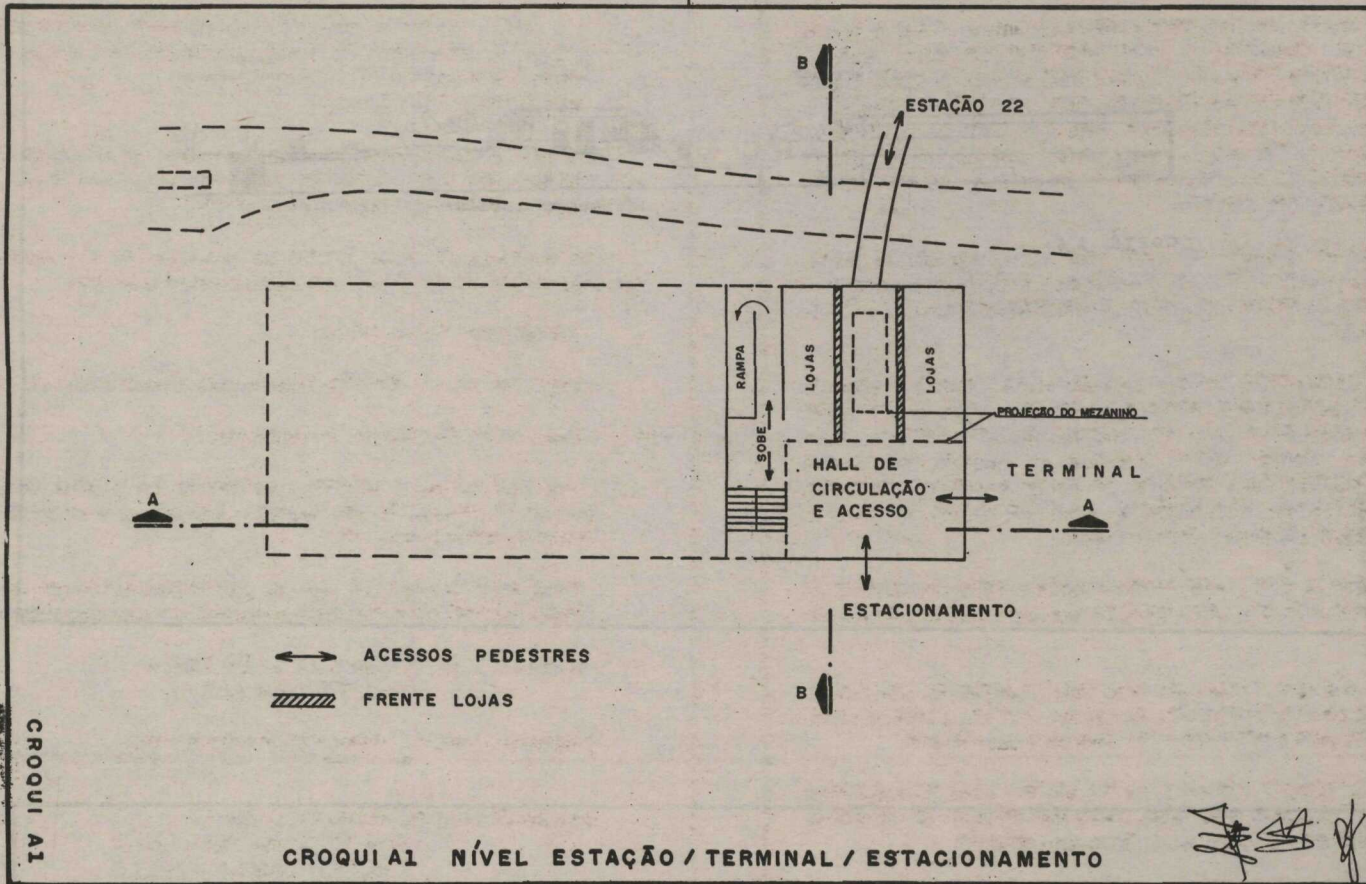 B
ESTAÇÃO 22
RAMPA
LOJAS
LOJAS
PROJEÇÃO DO MEZANINO
SOBE
HALL DE
CIRCULAÇÃO
E ACESSO
TERMINAL
A
A
ESTACIONAMENTO
ACESSOS PEDESTRES
FRENTE LOJAS
B
CROQUI A1
CROQUI A1 NÍVEL ESTAÇÃO / TERMINAL / ESTACIONAMENTO